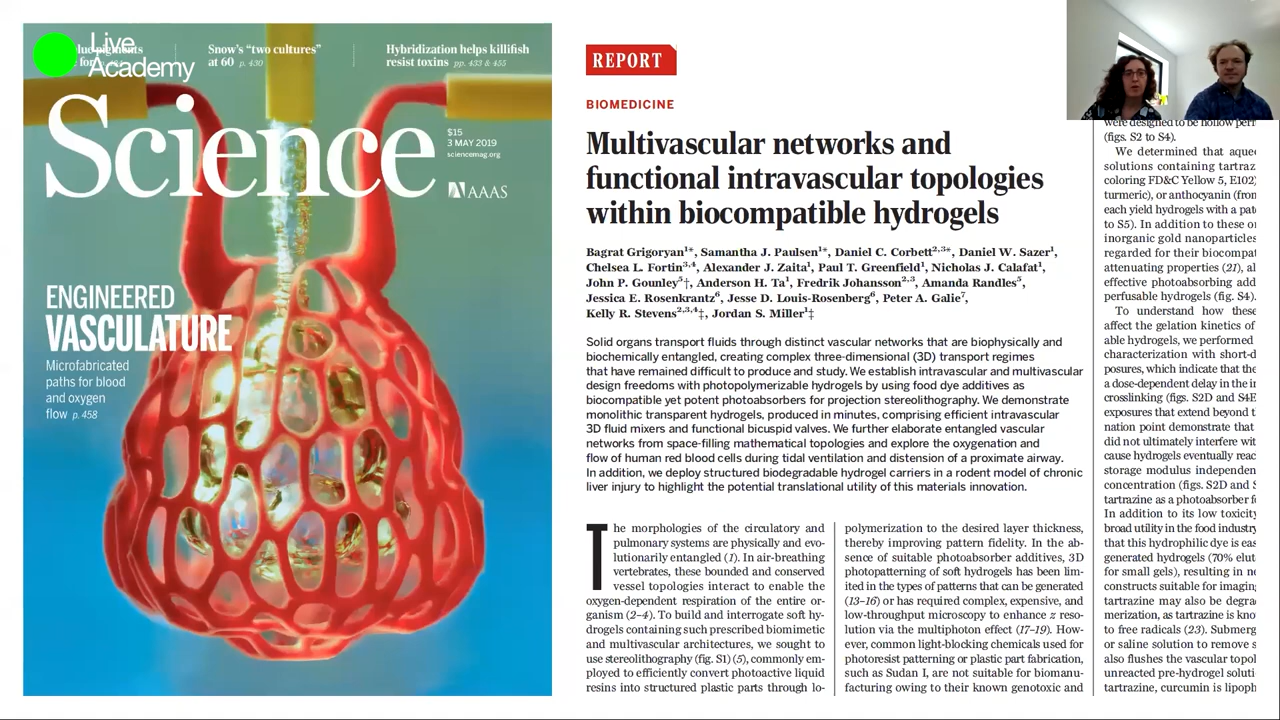 Live
Academy
Snow's "two cultures"
at 60 p. 430
Hybridization helps killifish
resist toxins pp. 433 & 455
Science
$15
3 MAY 2019
sciencemag.org
AAAS
ENGINEERED
VASCULATURE
Microfabricated
paths for blood
and oxygen
flow p. 458
REPORT
BIOMEDICINE
Multivascular networks and
functional intravascular topologies
within biocompatible hydrogels
Bagrat Grigoryan¹*, Samantha J. Paulsen¹*, Daniel C. Corbett²,³*, Daniel W. Sazer¹,
Chelsea L. Fortin³,⁴, Alexander J. Zaita¹, Paul T. Greenfield¹, Nicholas J. Calafat¹,
John P. Gounley⁵†, Anderson H. Ta¹, Fredrik Johansson²,³, Amanda Randles⁵,
Jessica E. Rosenkrantz⁶, Jesse D. Louis-Rosenberg⁶, Peter A. Galie⁷,
Kelly R. Stevens²,³,⁴‡, Jordan S. Miller¹‡
Solid organs transport fluids through distinct vascular networks that are biophysically and
biochemically entangled, creating complex three-dimensional (3D) transport regimes
that have remained difficult to produce and study. We establish intravascular and multivascular
design freedoms with photopolymerizable hydrogels by using food dye additives as
biocompatible yet potent photoabsorbers for projection stereolithography. We demonstrate
monolithic transparent hydrogels, produced in minutes, comprising efficient intravascular
3D fluid mixers and functional bicuspid valves. We further elaborate entangled vascular
networks from space-filling mathematical topologies and explore the oxygenation and
flow of human red blood cells during tidal ventilation and distension of a proximate airway.
In addition, we deploy structured biodegradable hydrogel carriers in a rodent model of chronic
liver injury to highlight the potential translational utility of this materials innovation.
The morphologies of the circulatory and
pulmonary systems are physically and evo-
lutionarily entangled (1). In air-breathing
vertebrates, these bounded and conserved
vessel topologies interact to enable the
oxygen-dependent respiration of the entire or-
ganism (2–4). To build and interrogate soft hy-
drogels containing such prescribed biomimetic
and multivascular architectures, we sought to
use stereolithography (fig. S1) (5), commonly em-
ployed to efficiently convert photoactive liquid
resins into structured plastic parts through lo-
polymerization to the desired layer thickness,
thereby improving pattern fidelity. In the ab-
sence of suitable photoabsorber additives, 3D
photopatterning of soft hydrogels has been lim-
ited in the types of patterns that can be generated
(13–16) or has required complex, expensive, and
low-throughput microscopy to enhance z reso-
lution via the multiphoton effect (17–19). How-
ever, common light-blocking chemicals used for
photoresist patterning or plastic part fabrication,
such as Sudan I, are not suitable for biomanu-
facturing owing to their known genotoxic and
were designed to be hollow
(figs. S2 to S4).
We determined that
solutions containing
coloring FD&C Yellow 5, E102)
turmeric), or anthocyanin
each yield hydrogels with a
to S5). In addition to these
inorganic gold nanoparticles
regarded for their
attenuating properties (21),
effective photoabsorbing
perfusable hydrogels (fig. S4).
To understand how these
affect the gelation kinetics of
able hydrogels, we performed
characterization with
posures, which indicate that the
a dose-dependent delay in the
crosslinking (figs. S2D and
exposures that extend beyond
nation point demonstrate that
did not ultimately interfere
cause hydrogels eventually
storage modulus
concentration (figs. S2D and
tartrazine as a photoabsorber
In addition to its low toxicity
broad utility in the food industry
that this hydrophilic dye is
generated hydrogels (70%
for small gels), resulting in
constructs suitable for imaging
tartrazine may also be
merization, as tartrazine is
to free radicals (23).
or saline solution to remove
also flushes the vascular
unreacted pre-hydrogel
tartrazine, curcumin is